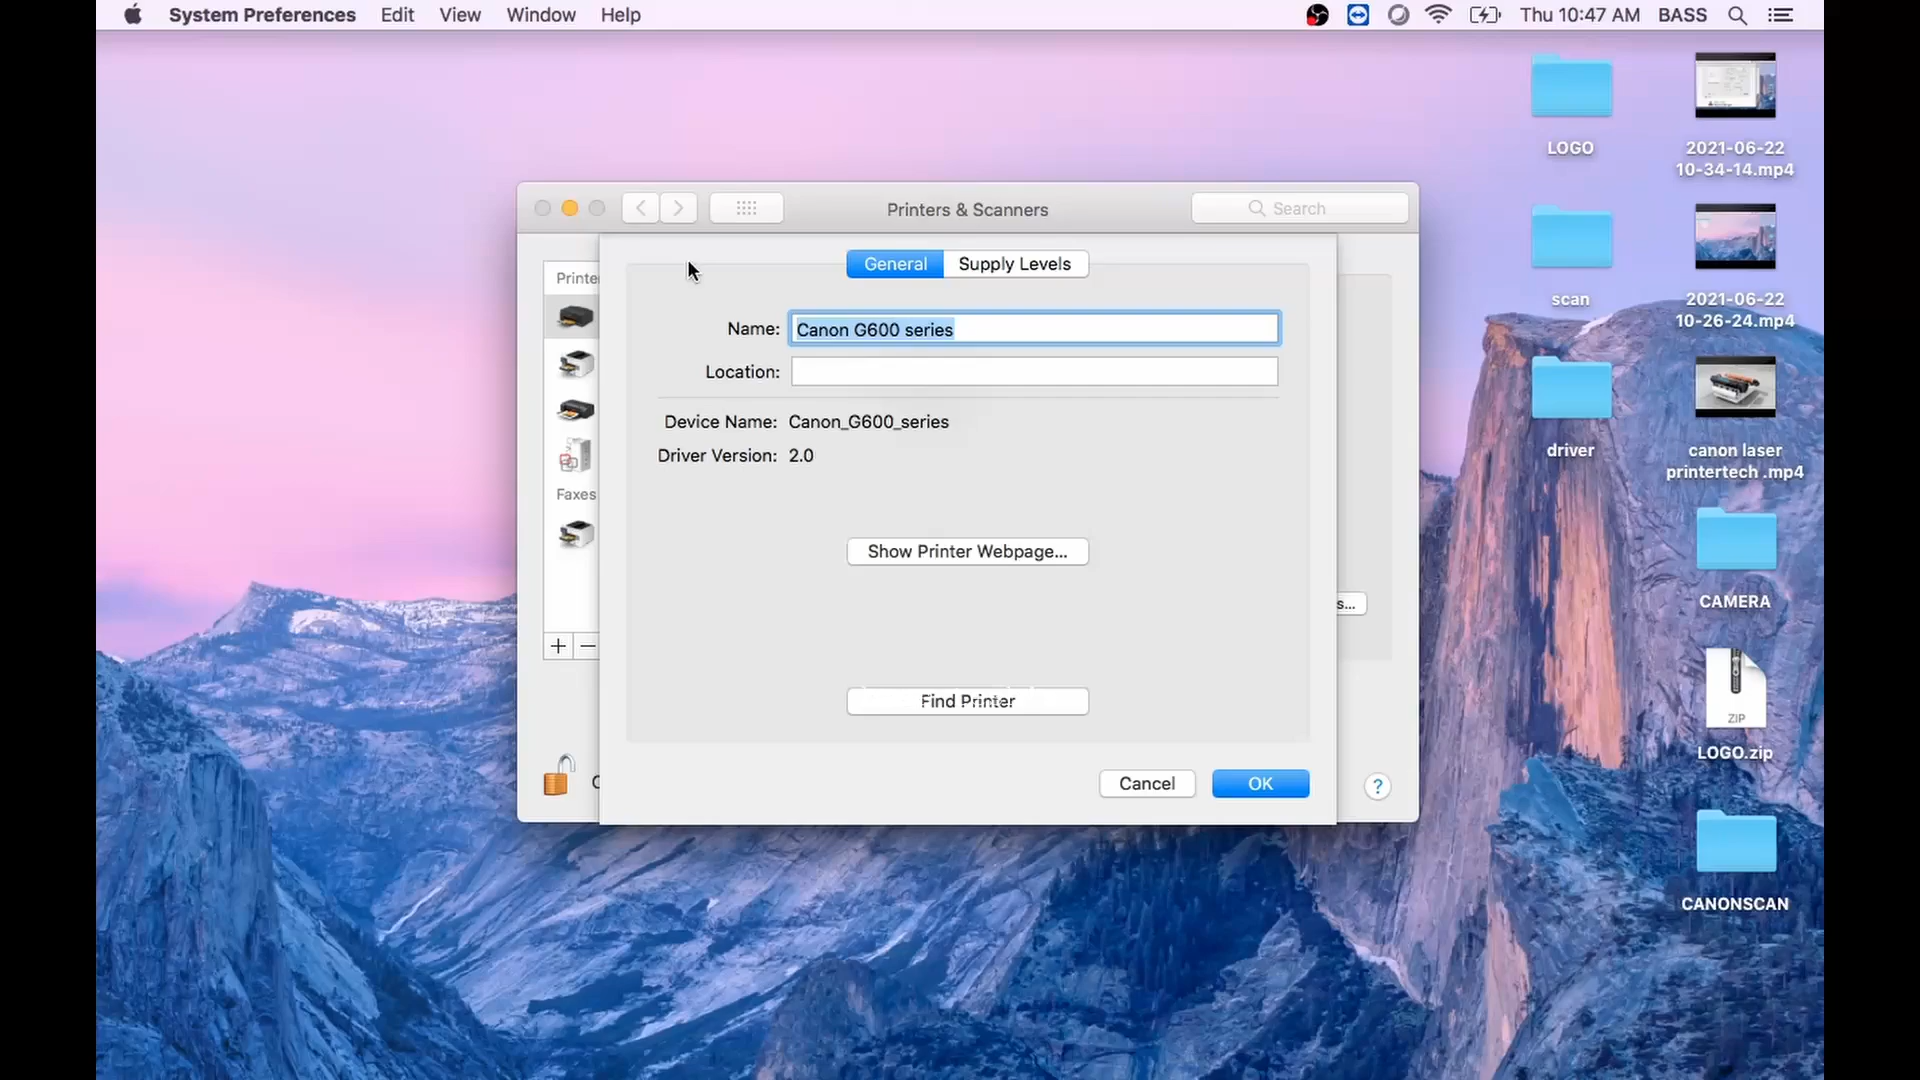 System Preferences Edit View Window Help Thu 10:47 AM BASS
Printers & Scanners
Search
Printe
Faxes
General Supply Levels
Name: Canon G600 series
Location:
Device Name: Canon_G600_series
Driver Version: 2.0
Show Printer Webpage...
s...
Find Printer
Cancel OK ?
LOGO
2021-06-22
10-34-14.mp4
scan
2021-06-22
10-26-24.mp4
driver
canon laser
printertech .mp4
CAMERA
ZIP
LOGO.zip
CANONSCAN